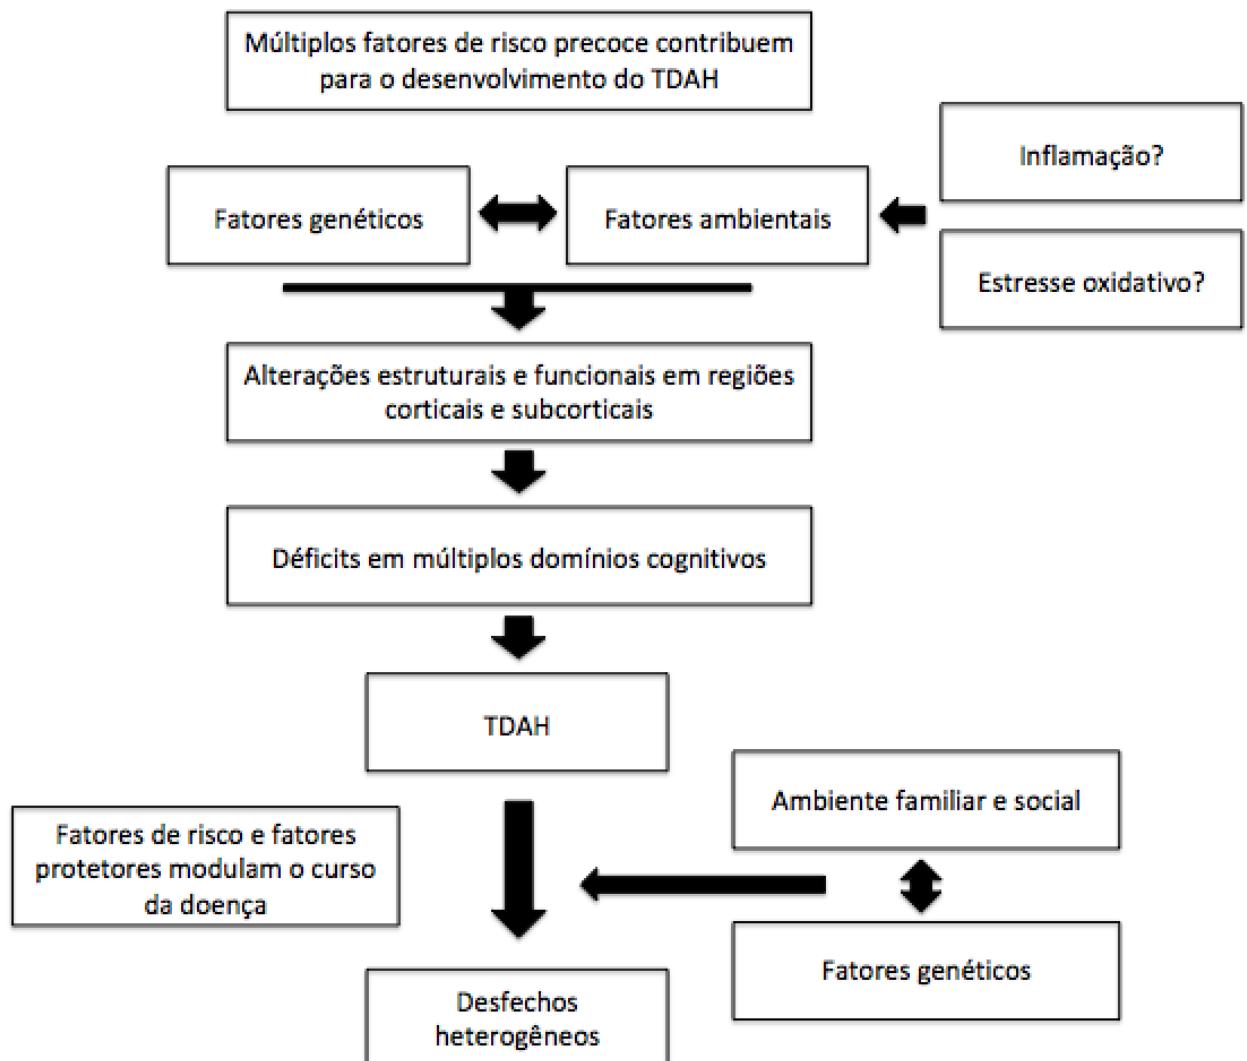 Múltiplos fatores de risco precoce contribuem
para o desenvolvimento do TDAH
Inflamação?
Fatores genéticos
Fatores ambientais
Estresse oxidativo?
Alterações estruturais e funcionais em regiões
corticais e subcorticais
Déficits em múltiplos domínios cognitivos
TDAH
Ambiente familiar e social
Fatores de risco e fatores
protetores modulam o curso
da doença
Fatores genéticos
Desfechos
heterogêneos